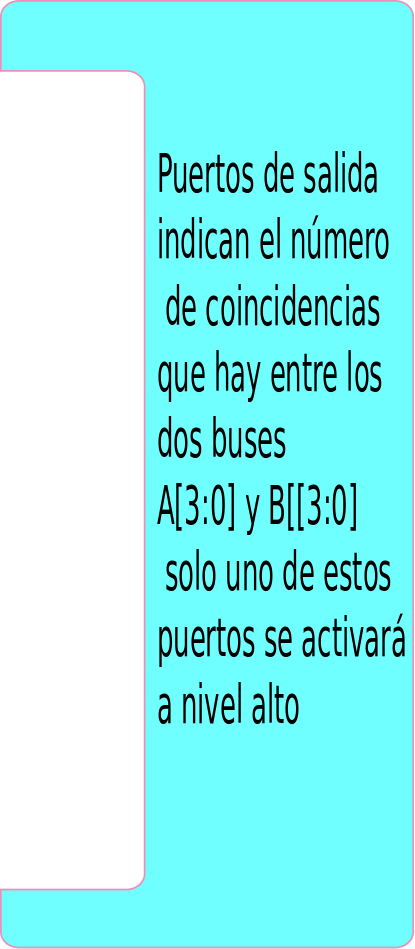 Puertos de salida
indican el número
de coincidencias
que hay entre los
dos buses
A[3:0] y B[[3:0]
solo uno de estos
puertos se activará
a nivel alto